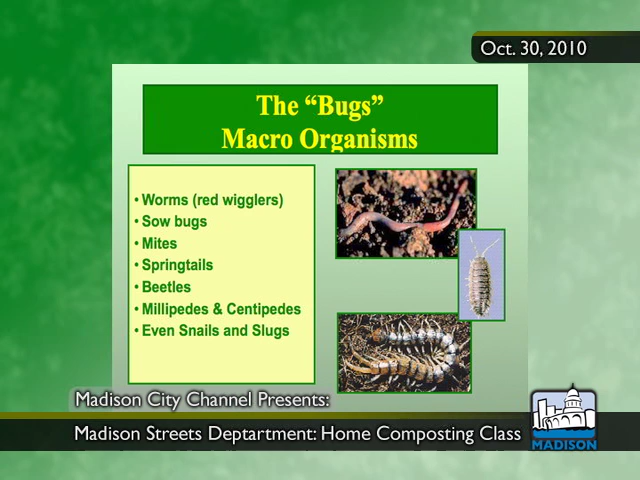 Oct. 30, 2010
The “Bugs”
Macro Organisms
• Worms (red wigglers)
• Sow bugs
• Mites
• Springtails
• Beetles
• Millipedes & Centipedes
• Even Snails and Slugs
Madison City Channel Presents:
Madison Streets Deptartment: Home Composting Class
MADISON